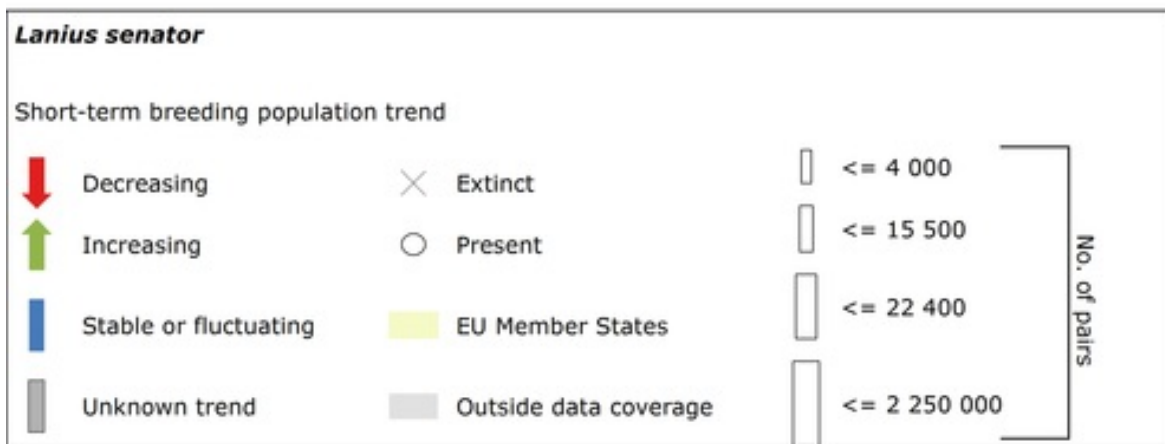 Lanius senator
Short-term breeding population trend
Decreasing
Increasing
Stable or fluctuating
Unknown trend
Extinct
Present
EU Member States
Outside data coverage
<= 4 000
<= 15 500
<= 22 400
<= 2 250 000
No. of pairs